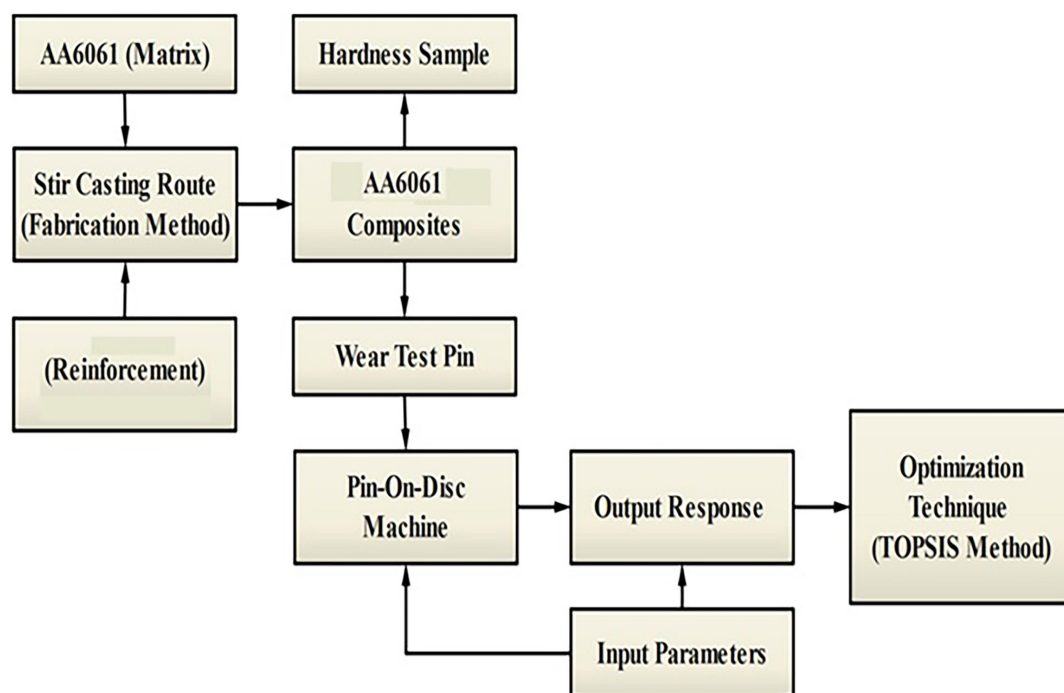 AA6061 (Matrix)
Hardness Sample
Stir Casting Route
(Fabrication Method)
AA6061
Composites
(Reinforcement)
Wear Test Pin
Pin-On-Disc
Machine
Output Response
Optimization
Technique
(TOPSIS Method)
Input Parameters